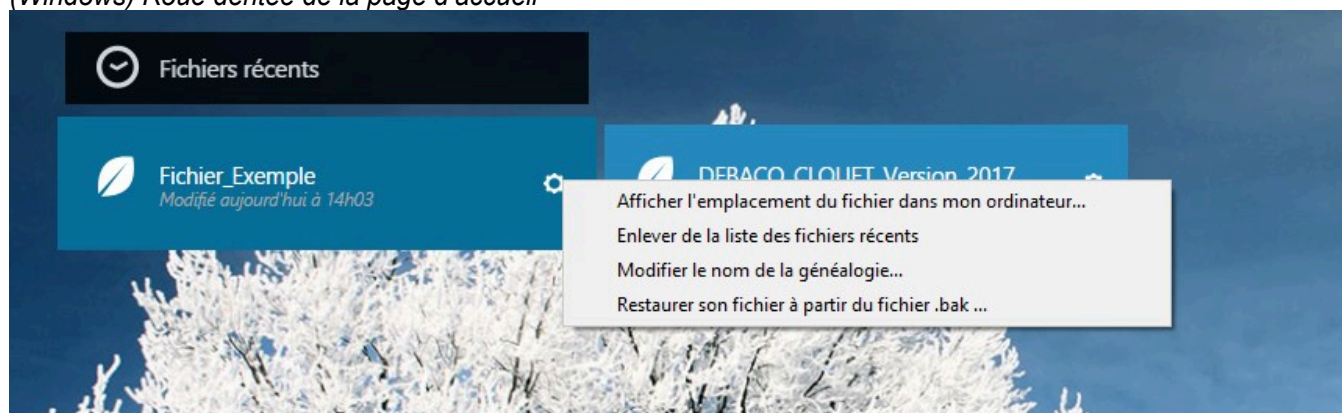 (Windows) Roue dentée de la page d'accueil
Fichiers récents
Fichier_Exemple
Modifié aujourd'hui à 14h03
DEBACQ_CLOUET_Version_2017
Afficher l'emplacement du fichier dans mon ordinateur...
Enlever de la liste des fichiers récents
Modifier le nom de la généalogie...
Restaurer son fichier à partir du fichier .bak ...